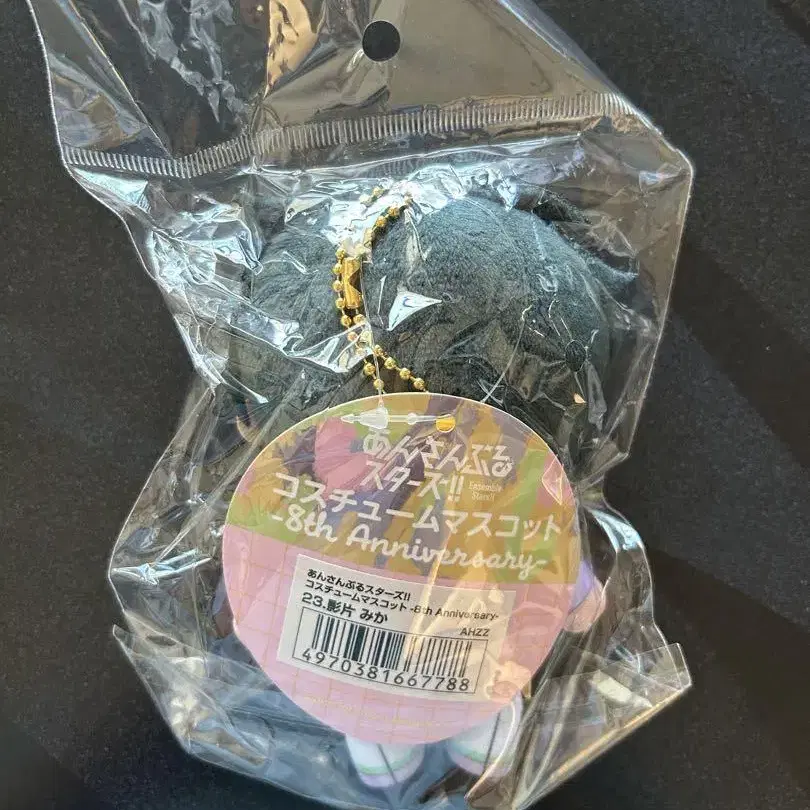 あんさんぶる
スターズ!!
Ensemble
Stars!!
コスチュームマスコット
-8th Anniversary-
あんさんぶるスターズ!!
コスチュームマスコット -8th Anniversary-
23.影片 みか
AHZZ
4970381667788